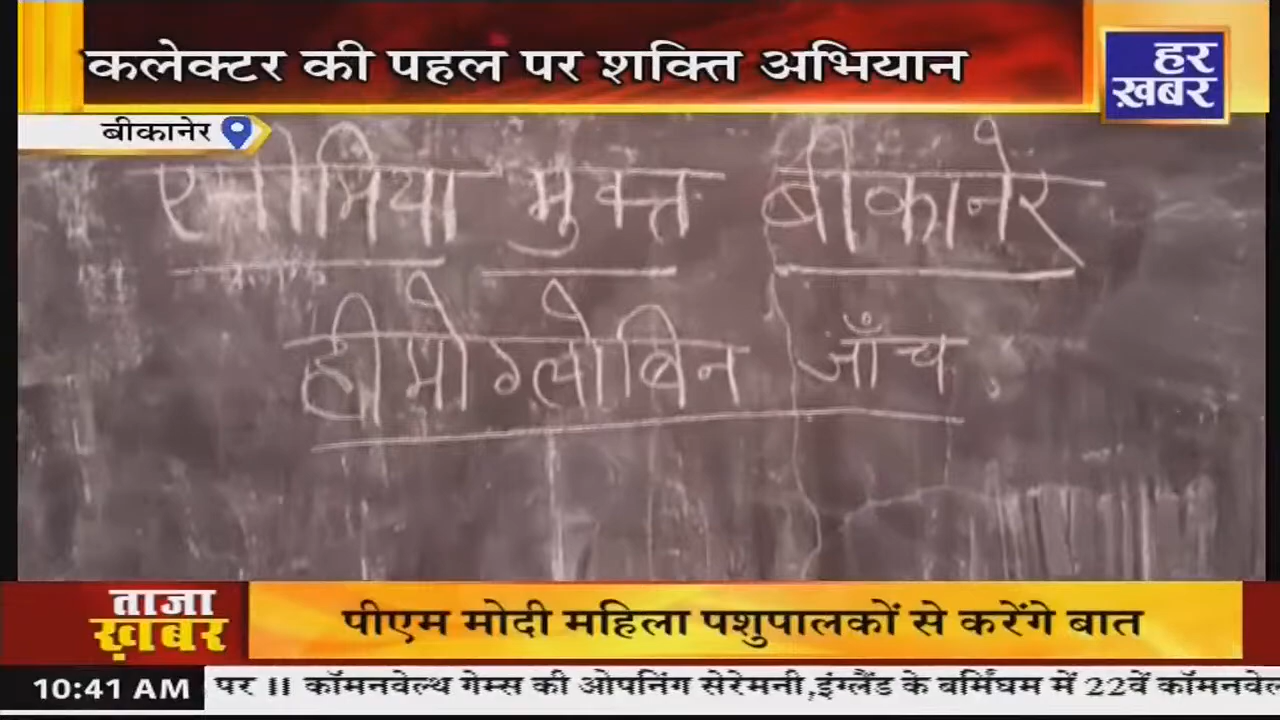 कलेक्टर की पहल पर शक्ति अभियान
हर
ख़बर
बीकानेर
एनीमिया मुक्त बीकानेर
हीमोग्लोबिन जाँच
ताजा
ख़बर
पीएम मोदी महिला पशुपालकों से करेंगे बात
10:41 AM
पर ॥ कॉमनवेल्थ गेम्स की ओपनिंग सेरेमनी,इंग्लैंड के बर्मिंघम में 22वें कॉमनवेल